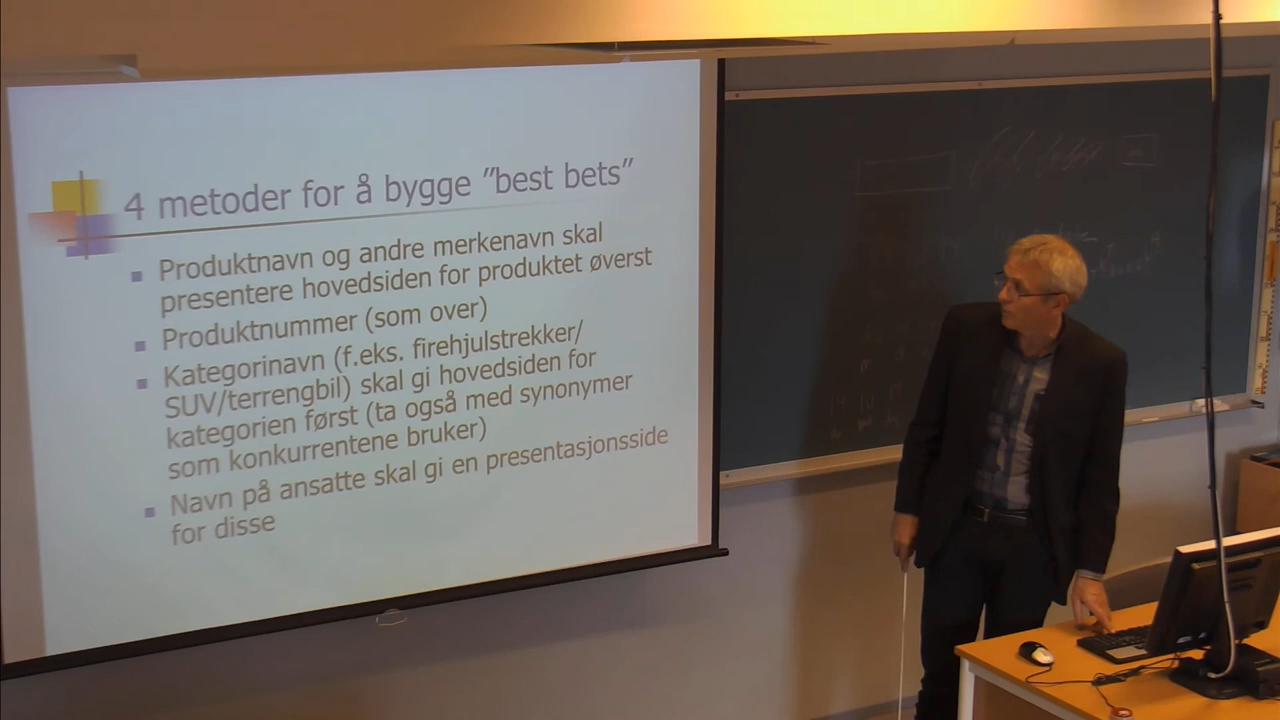 4 metoder for å bygge ”best bets”
Produktnavn og andre merkenavn skal
presentere hovedsiden for produktet øverst
Produktnummer (som over)
Kategorinavn (f.eks. firehjulstrekker/
SUV/terrengbil) skal gi hovedsiden for
kategorien først (ta også med synonymer
som konkurrentene bruker)
Navn på ansatte skal gi en presentasjonsside
for disse